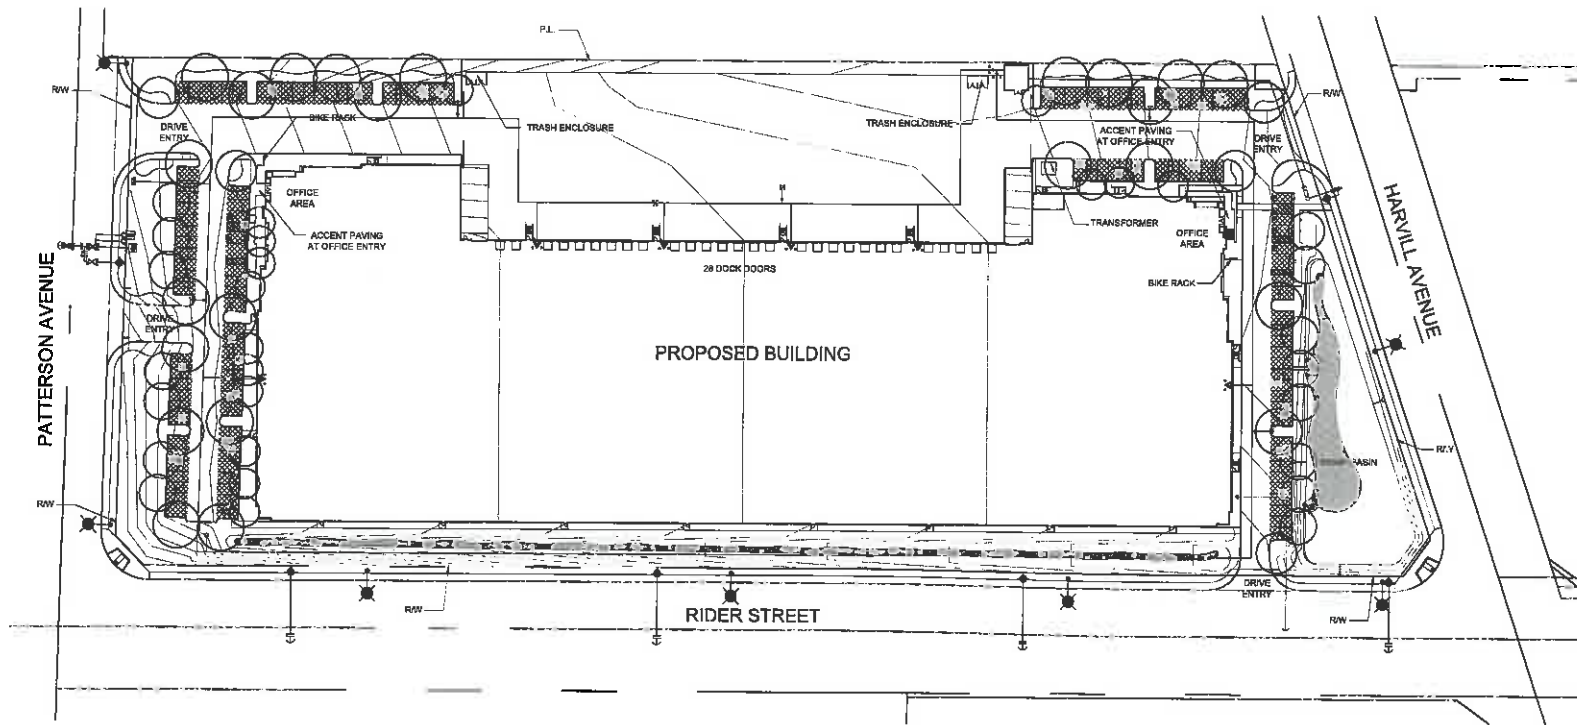 P.L.
R/W
R/W
DRIVE
ENTRY
BIKE RACK
TRASH ENCLOSURE
TRASH ENCLOSURE
ACCENT PAVING
AT OFFICE ENTRY
DRIVE
ENTRY
OFFICE
AREA
ACCENT PAVING
AT OFFICE ENTRY
TRANSFORMER
OFFICE
AREA
HARVILL AVENUE
28 DOCK DOORS
BIKE RACK
PATTERSON AVENUE
DRIVE
ENTRY
PROPOSED BUILDING
R/W
BASIN
R/W
R/W
RIDER STREET
DRIVE
ENTRY
R/W